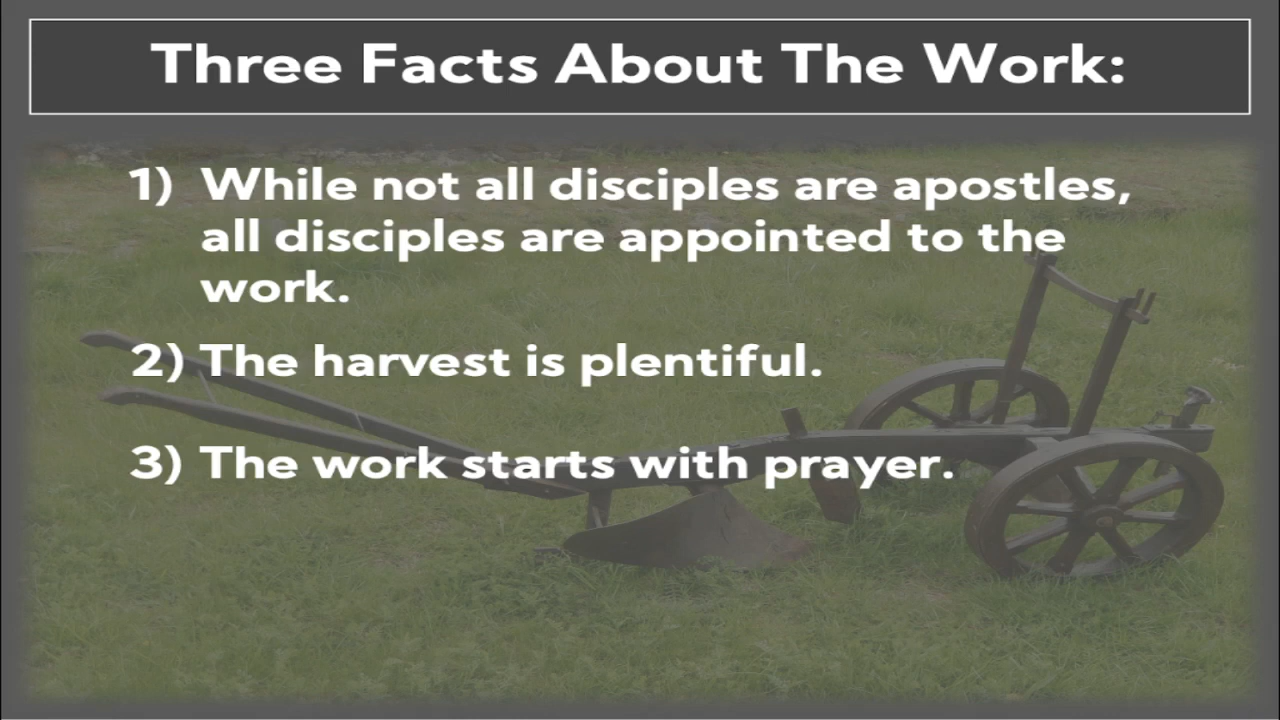 Three Facts About The Work:
1) While not all disciples are apostles,
all disciples are appointed to the
work.
2) The harvest is plentiful.
3) The work starts with prayer.